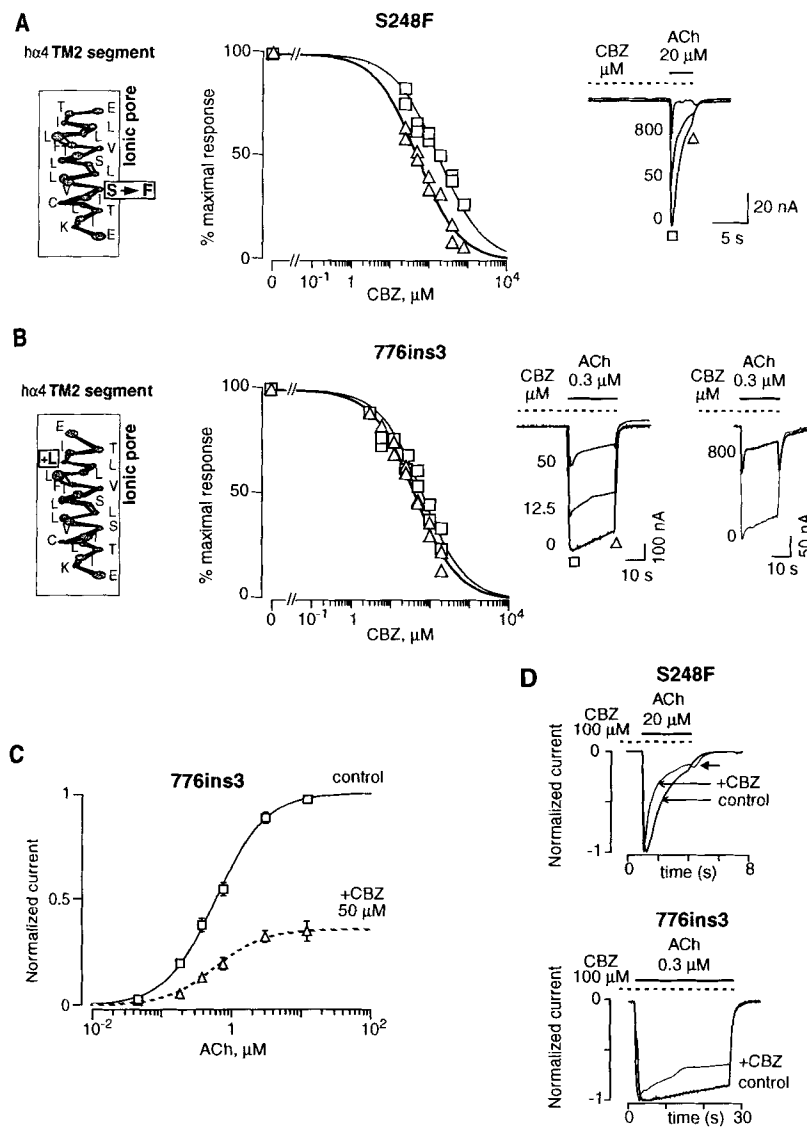 A
S248F
hα4 TM2 segment
T E
I L
L L V
F I S
L L
L
V
S → F
C I
L T
K I
E
Ionic pore
% maximal response
100
50
0
0 10-1 1 104
CBZ, μM
CBZ
μM
ACh
20 μM
800
50
0
20 nA
5 s
B
776ins3
hα4 TM2 segment
E
I T
+L L
L V
F I
L S
L L
V S
C I
L T
K I
E
Ionic pore
% maximal response
100
50
0
0 10-1 1 104
CBZ, μM
CBZ
μM
ACh
0.3 μM
50
12.5
0
100 nA
10 s
CBZ
μM
ACh
0.3 μM
800
0
50 nA
10 s
C
776ins3
control
+CBZ
50 μM
Normalized current
1
0.5
0
10-2 1 102
ACh, μM
D
S248F
CBZ
100 μM
ACh
20 μM
Normalized current
0
-1
+CBZ
control
0 time (s) 8
776ins3
CBZ
100 μM
ACh
0.3 μM
Normalized current
0
-1
+CBZ
control
0 time (s) 30